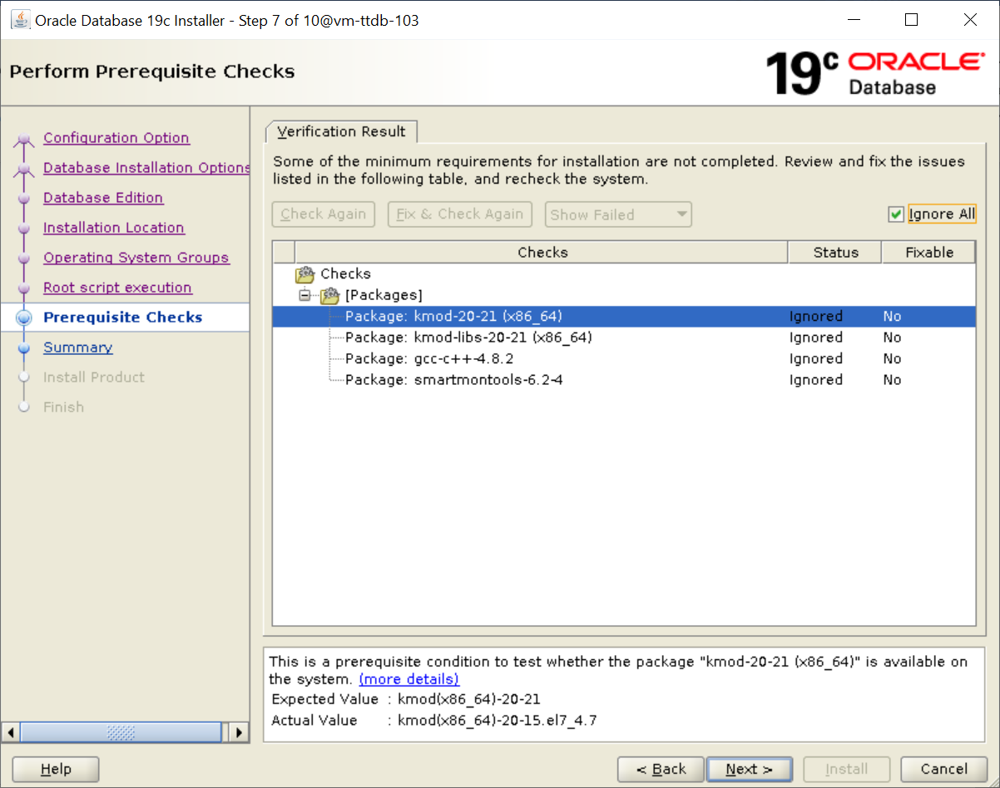 Oracle Database 19c Installer - Step 7 of 10@vm-ttdb-103
Perform Prerequisite Checks
19c ORACLE
Database
Configuration Option
Database Installation Options
Database Edition
Installation Location
Operating System Groups
Root script execution
Prerequisite Checks
Summary
Install Product
Finish
Verification Result
Some of the minimum requirements for installation are not completed. Review and fix the issues
listed in the following table, and recheck the system.
Check Again Fix & Check Again Show Failed Ignore All
Checks Status Fixable
Checks
[Packages]
Package: kmod-20-21 (x86_64) Ignored No
Package: kmod-libs-20-21 (x86_64) Ignored No
Package: gcc-c++-4.8.2 Ignored No
Package: smartmontools-6.2-4 Ignored No
This is a prerequisite condition to test whether the package "kmod-20-21 (x86_64)" is available on
the system. (more details)
Expected Value : kmod(x86_64)-20-21
Actual Value : kmod(x86_64)-20-15.el7_4.7
Help < Back Next > Install Cancel